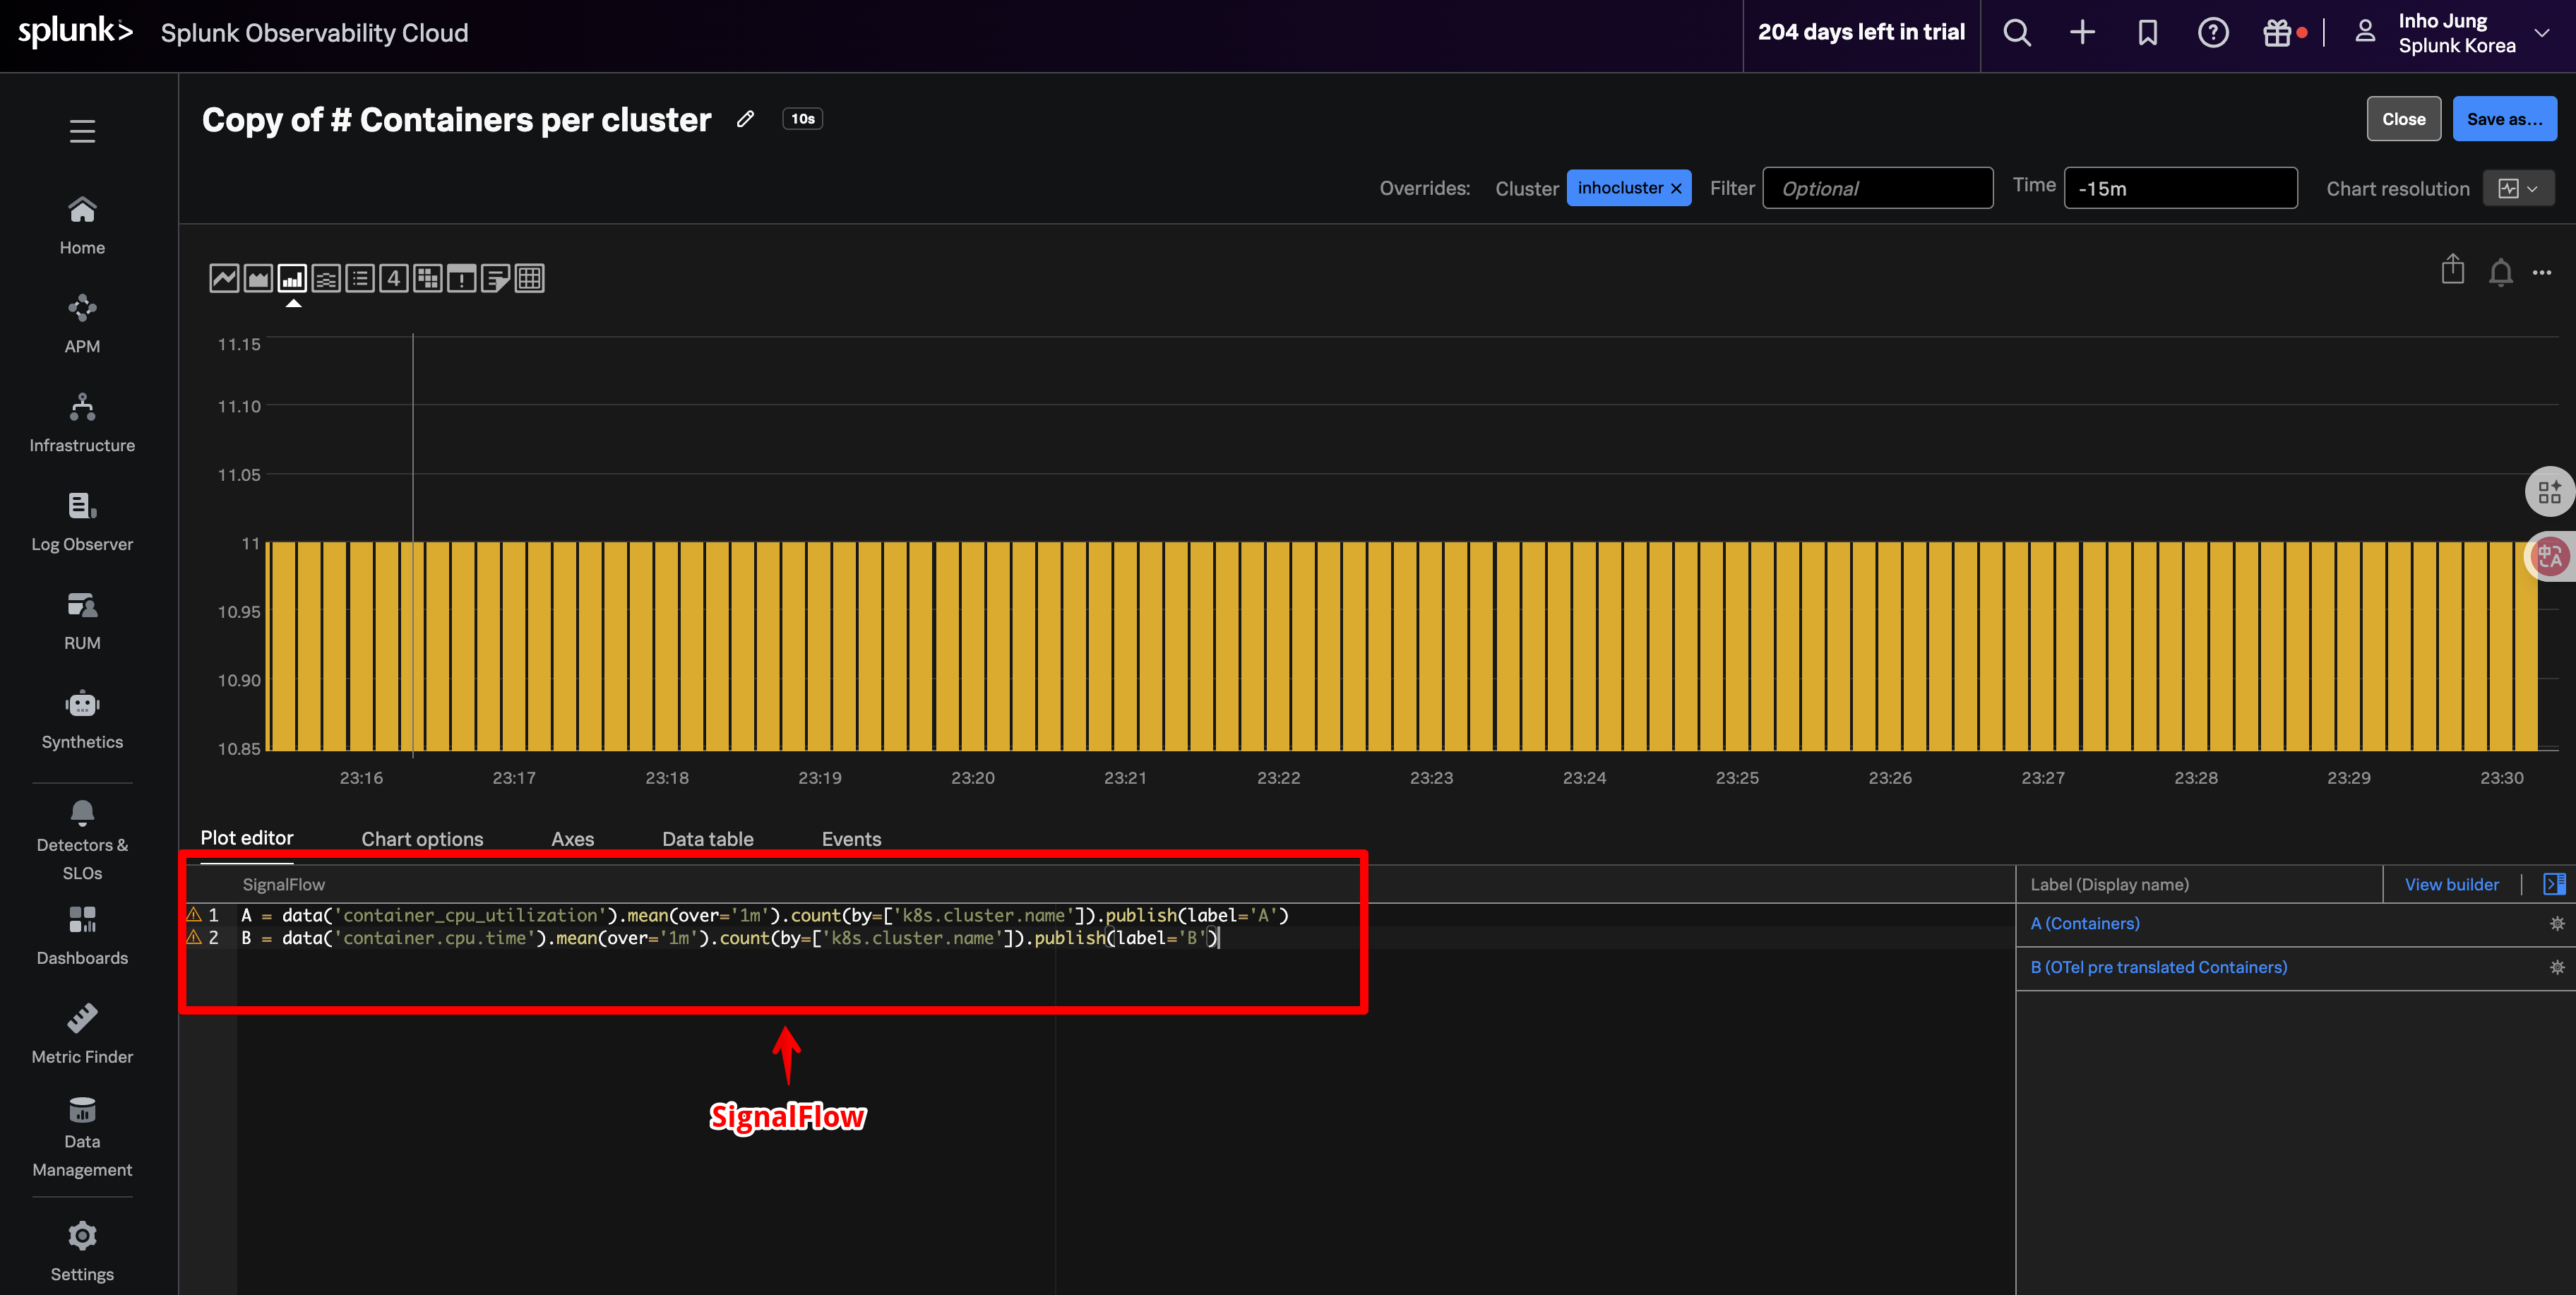 splunk> Splunk Observability Cloud
204 days left in trial
Inho Jung
Splunk Korea
Copy of # Containers per cluster
10s
Close
Save as...
Overrides: Cluster inhocluster × Filter Optional Time -15m Chart resolution
Home
APM
Infrastructure
Log Observer
RUM
Synthetics
Detectors &
SLOs
Dashboards
Metric Finder
Data
Management
Settings
4
11.15
11.10
11.05
11
10.95
10.90
10.85
23:16 23:17 23:18 23:19 23:20 23:21 23:22 23:23 23:24 23:25 23:26 23:27 23:28 23:29 23:30
中A
Plot editor Chart options Axes Data table Events
SignalFlow
1 A = data('container_cpu_utilization').mean(over='1m').count(by=['k8s.cluster.name']).publish(label='A')
2 B = data('container.cpu.time').mean(over='1m').count(by=['k8s.cluster.name']).publish(label='B')
Label (Display name) View builder
A (Containers)
B (OTel pre translated Containers)
SignalFlow